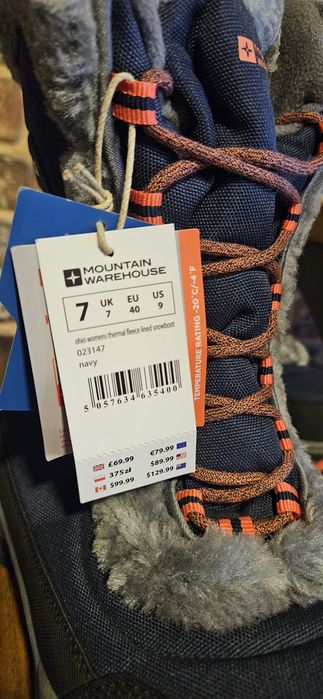 MOUNTAIN
WAREHOUSE
7 UK 7 EU 40 US 9
ohio womens thermal fleece lined snowboot
023147
navy
5 057634 635400
£69.99 €79.99
375zł $89.99
$99.99 $129.99
TEMPERATURE RATING -20°C/-4°F